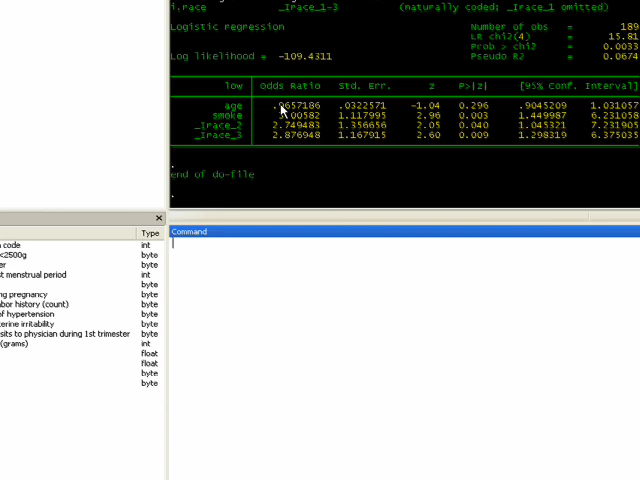 i.race _Irace_1-3 (naturally coded; _Irace_1 omitted)
Logistic regression Number of obs = 189
LR chi2(4) = 15.81
Prob > chi2 = 0.0033
Log likelihood = -109.4311 Pseudo R2 = 0.0674
low Odds Ratio Std. Err. z P>|z| [95% Conf. Interval]
age .9657186 .0322571 -1.04 0.296 .9045209 1.031057
smoke 3.00582 1.117995 2.96 0.003 1.449987 6.231058
_Irace_2 2.749483 1.356656 2.05 0.040 1.045321 7.231905
_Irace_3 2.876948 1.167915 2.60 0.009 1.298319 6.375035
.
end of do-file
.
Command
Type
code int
<2500g byte
er byte
t menstrual period int
byte
ng pregnancy byte
bor history (count) byte
of hypertension byte
terine irritability byte
sits to physician during 1st trimester byte
(grams) int
float
float
byte
byte